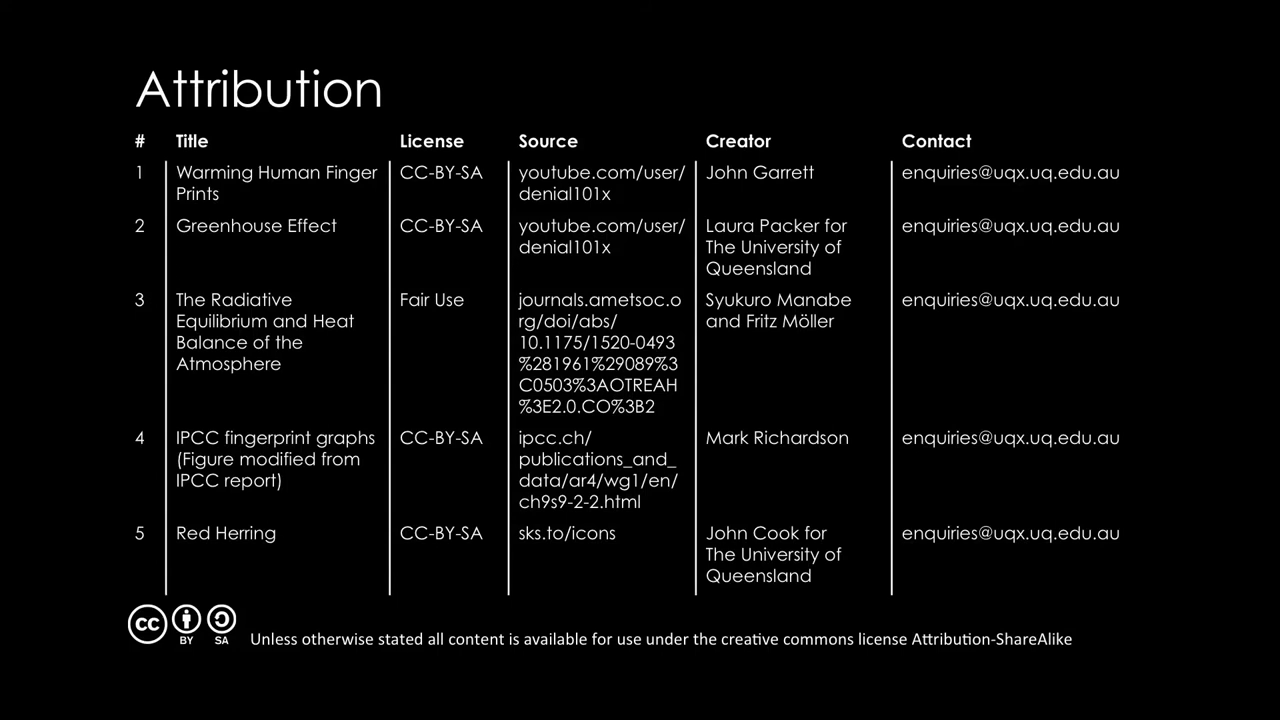 Attribution
# Title License Source Creator Contact
1 Warming Human Finger Prints CC-BY-SA youtube.com/user/denial101x John Garrett enquiries@uqx.uq.edu.au
2 Greenhouse Effect CC-BY-SA youtube.com/user/denial101x Laura Packer for The University of Queensland enquiries@uqx.uq.edu.au
3 The Radiative Equilibrium and Heat Balance of the Atmosphere Fair Use journals.ametsoc.org/doi/abs/10.1175/1520-0493%281961%29089%3C0503%3AOTREAH%3E2.0.CO%3B2 Syukuro Manabe and Fritz Möller enquiries@uqx.uq.edu.au
4 IPCC fingerprint graphs (Figure modified from IPCC report) CC-BY-SA ipcc.ch/publications_and_data/ar4/wg1/en/ch9s9-2-2.html Mark Richardson enquiries@uqx.uq.edu.au
5 Red Herring CC-BY-SA sks.to/icons John Cook for The University of Queensland enquiries@uqx.uq.edu.au
cc BY SA Unless otherwise stated all content is available for use under the creative commons license Attribution-ShareAlike